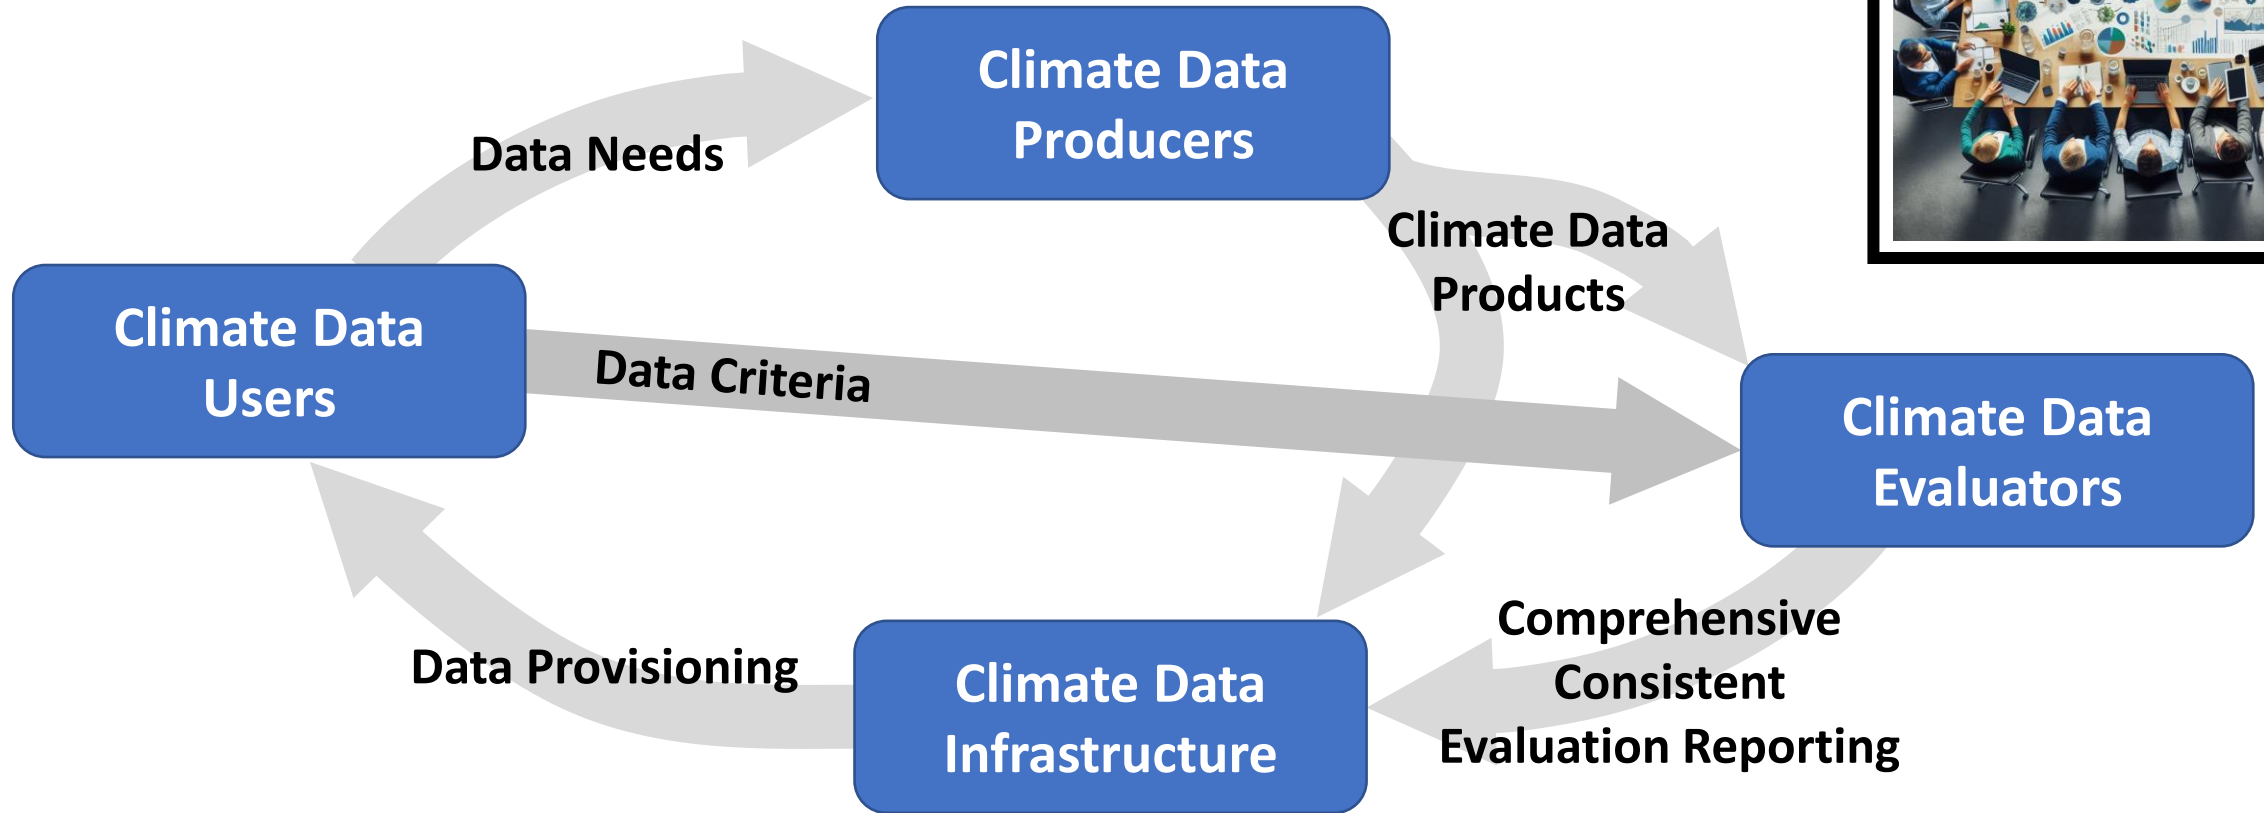 Climate Data
Producers
Data Needs
Climate Data
Products
Climate Data
Users
Data Criteria
Climate Data
Evaluators
Data Provisioning
Climate Data
Infrastructure
Comprehensive
Consistent
Evaluation Reporting